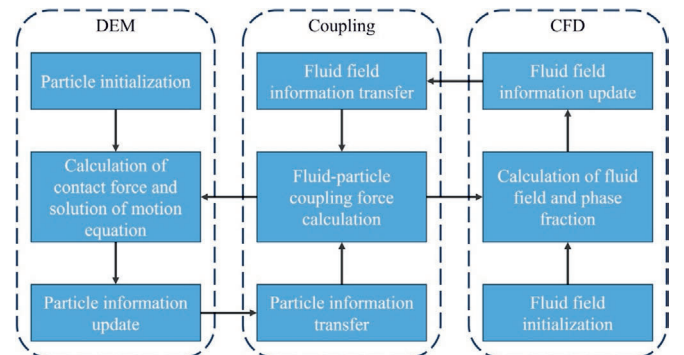 DEM
Coupling
CFD
Particle initialization
Fluid field
information transfer
Fluid field
information update
Calculation of
contact force and
solution of motion
equation
Fluid-particle
coupling force
calculation
Calculation of fluid
field and phase
fraction
Particle information
update
Particle information
transfer
Fluid field
initialization